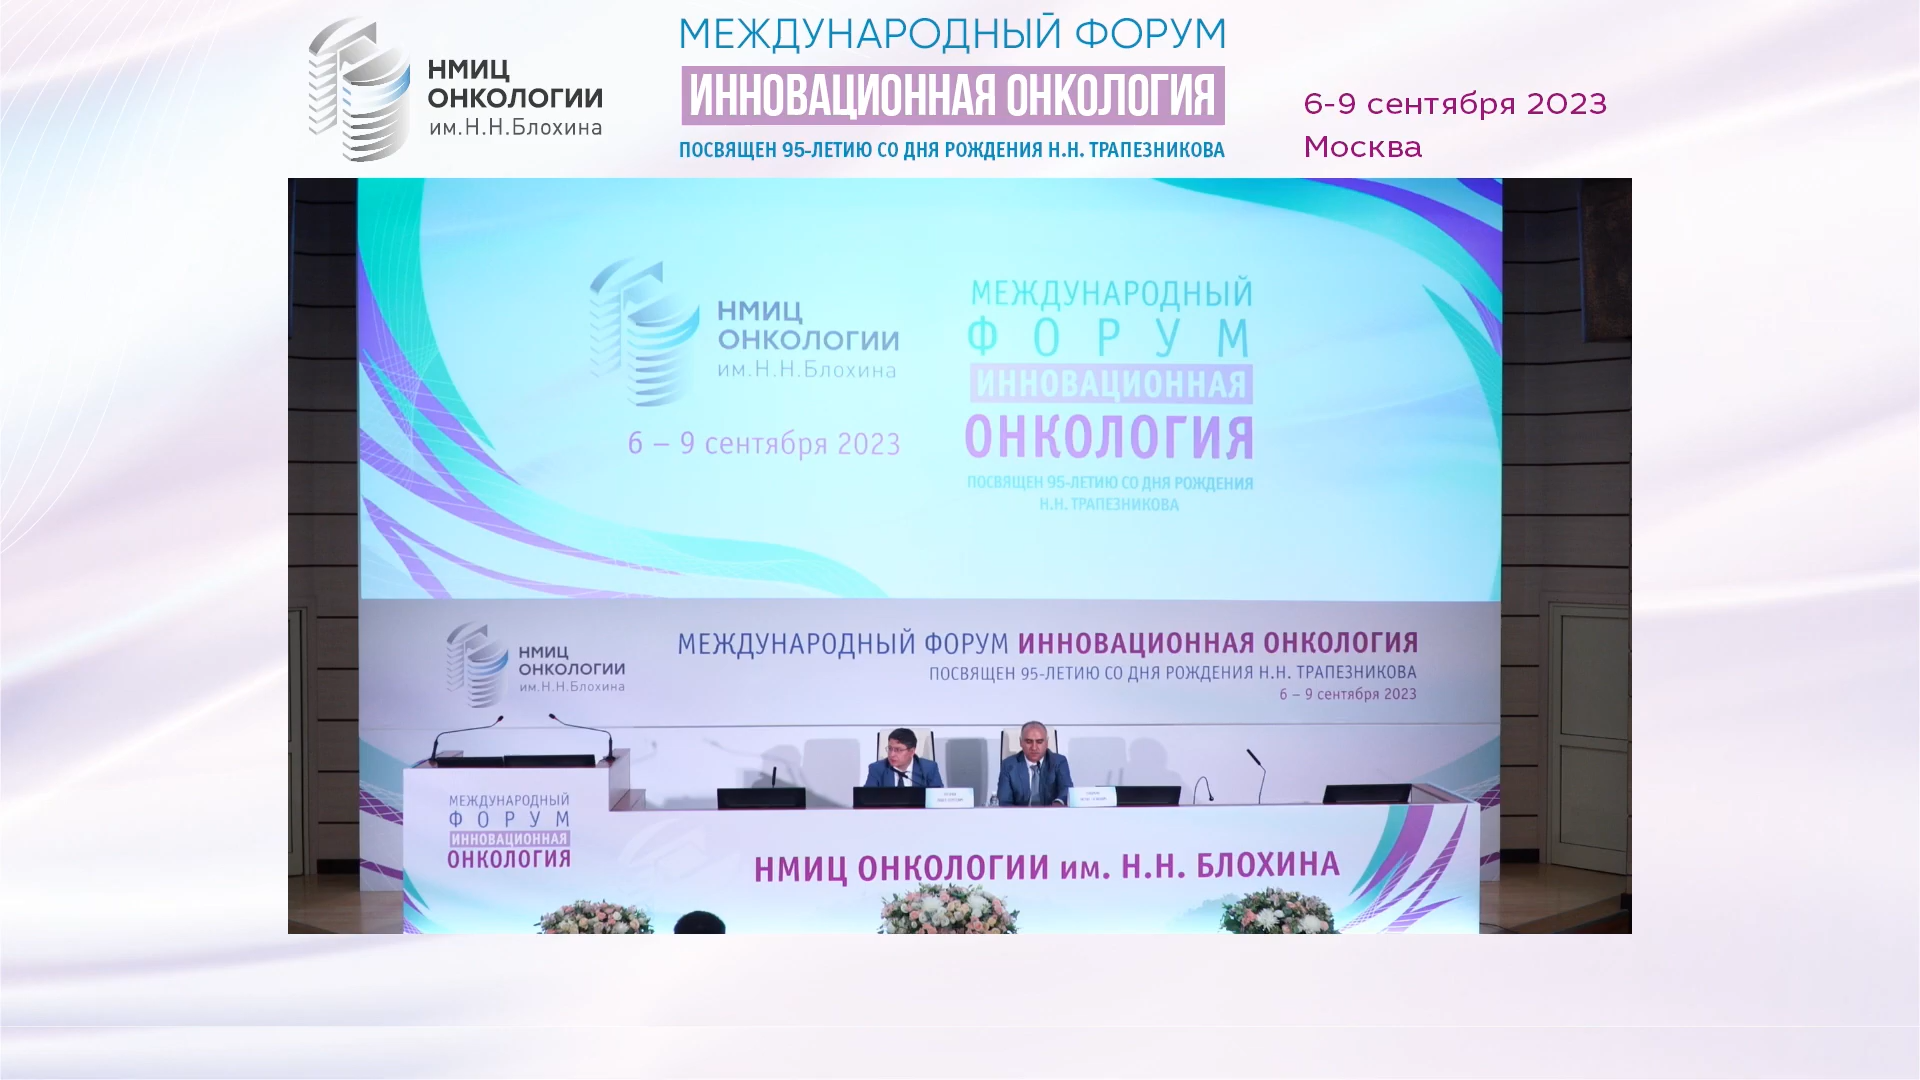 НМИЦ
ОНКОЛОГИИ
им.Н.Н.Блохина
МЕЖДУНАРОДНЫЙ ФОРУМ
ИННОВАЦИОННАЯ ОНКОЛОГИЯ
ПОСВЯЩЕН 95-ЛЕТИЮ СО ДНЯ РОЖДЕНИЯ Н.Н. ТРАПЕЗНИКОВА
6-9 сентября 2023
Москва
НМИЦ
ОНКОЛОГИИ
им.Н.Н.Блохина
6 – 9 сентября 2023
МЕЖДУНАРОДНЫЙ
ФОРУМ
ИННОВАЦИОННАЯ
ОНКОЛОГИЯ
ПОСВЯЩЕН 95-ЛЕТИЮ СО ДНЯ РОЖДЕНИЯ
Н.Н. ТРАПЕЗНИКОВА
НМИЦ
ОНКОЛОГИИ
им.Н.Н.Блохина
МЕЖДУНАРОДНЫЙ ФОРУМ ИННОВАЦИОННАЯ ОНКОЛОГИЯ
ПОСВЯЩЕН 95-ЛЕТИЮ СО ДНЯ РОЖДЕНИЯ Н.Н. ТРАПЕЗНИКОВА
6 – 9 сентября 2023
МЕЖДУНАРОДНЫЙ
ФОРУМ
ИННОВАЦИОННАЯ
ОНКОЛОГИЯ
НМИЦ ОНКОЛОГИИ им. Н.Н. БЛОХИНА